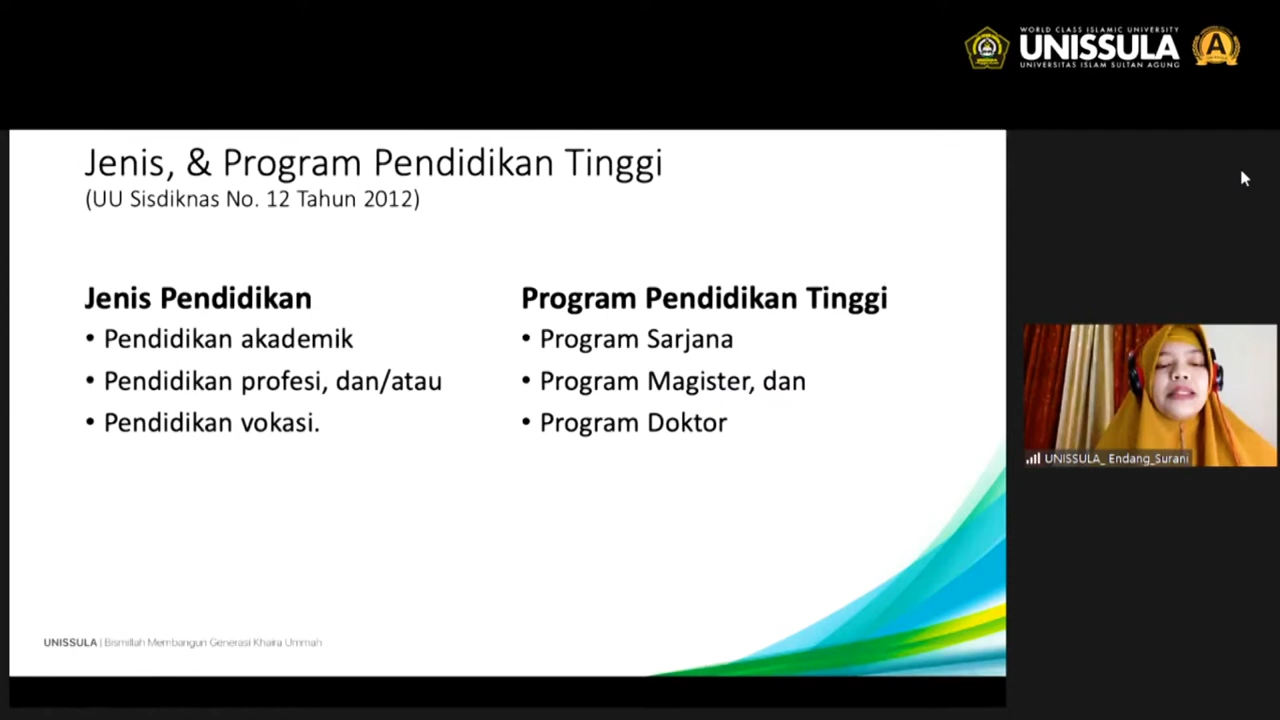 WORLD CLASS ISLAMIC UNIVERSITY
UNISSULA
UNIVERSITAS ISLAM SULTAN AGUNG
A
Jenis, & Program Pendidikan Tinggi
(UU Sisdiknas No. 12 Tahun 2012)
Jenis Pendidikan
• Pendidikan akademik
• Pendidikan profesi, dan/atau
• Pendidikan vokasi.
Program Pendidikan Tinggi
• Program Sarjana
• Program Magister, dan
• Program Doktor
UNISSULA_ Endang_Surani
UNISSULA | Bismillah Membangun Generasi Khaira Ummah